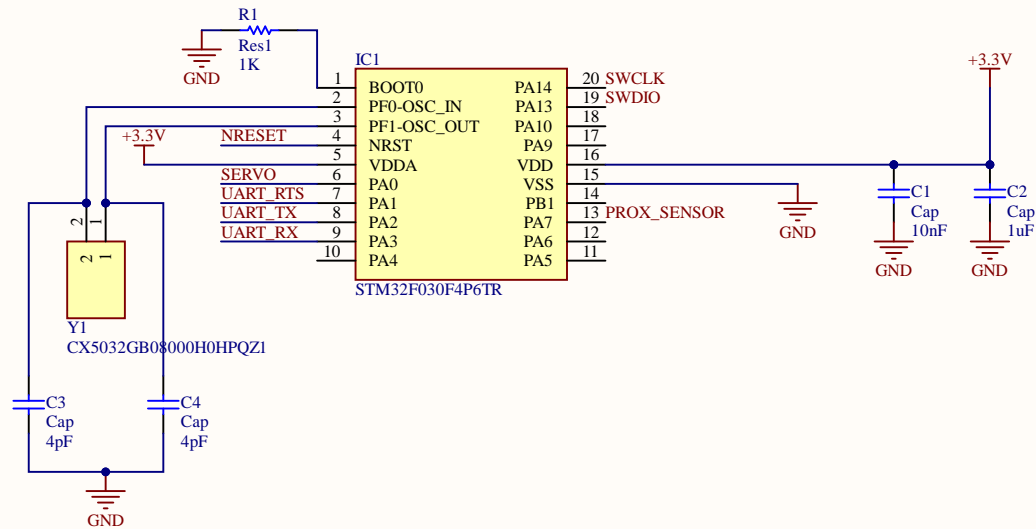 R1
Res1
1K
GND
IC1
1 BOOT0 PA14 20 SWCLK
2 PF0-OSC_IN PA13 19 SWDIO
3 PF1-OSC_OUT PA10 18
NRESET 4 NRST PA9 17
+3.3V 5 VDDA VDD 16
SERVO 6 PA0 VSS 15
UART_RTS 7 PA1 PB1 14
UART_TX 8 PA2 PA7 13 PROX_SENSOR
UART_RX 9 PA3 PA6 12
10 PA4 PA5 11
STM32F030F4P6TR
GND
+3.3V
C1
Cap
10nF
GND
C2
Cap
1uF
GND
2 1
2 1
Y1
CX5032GB08000H0HPQZ1
C3
Cap
4pF
C4
Cap
4pF
GND